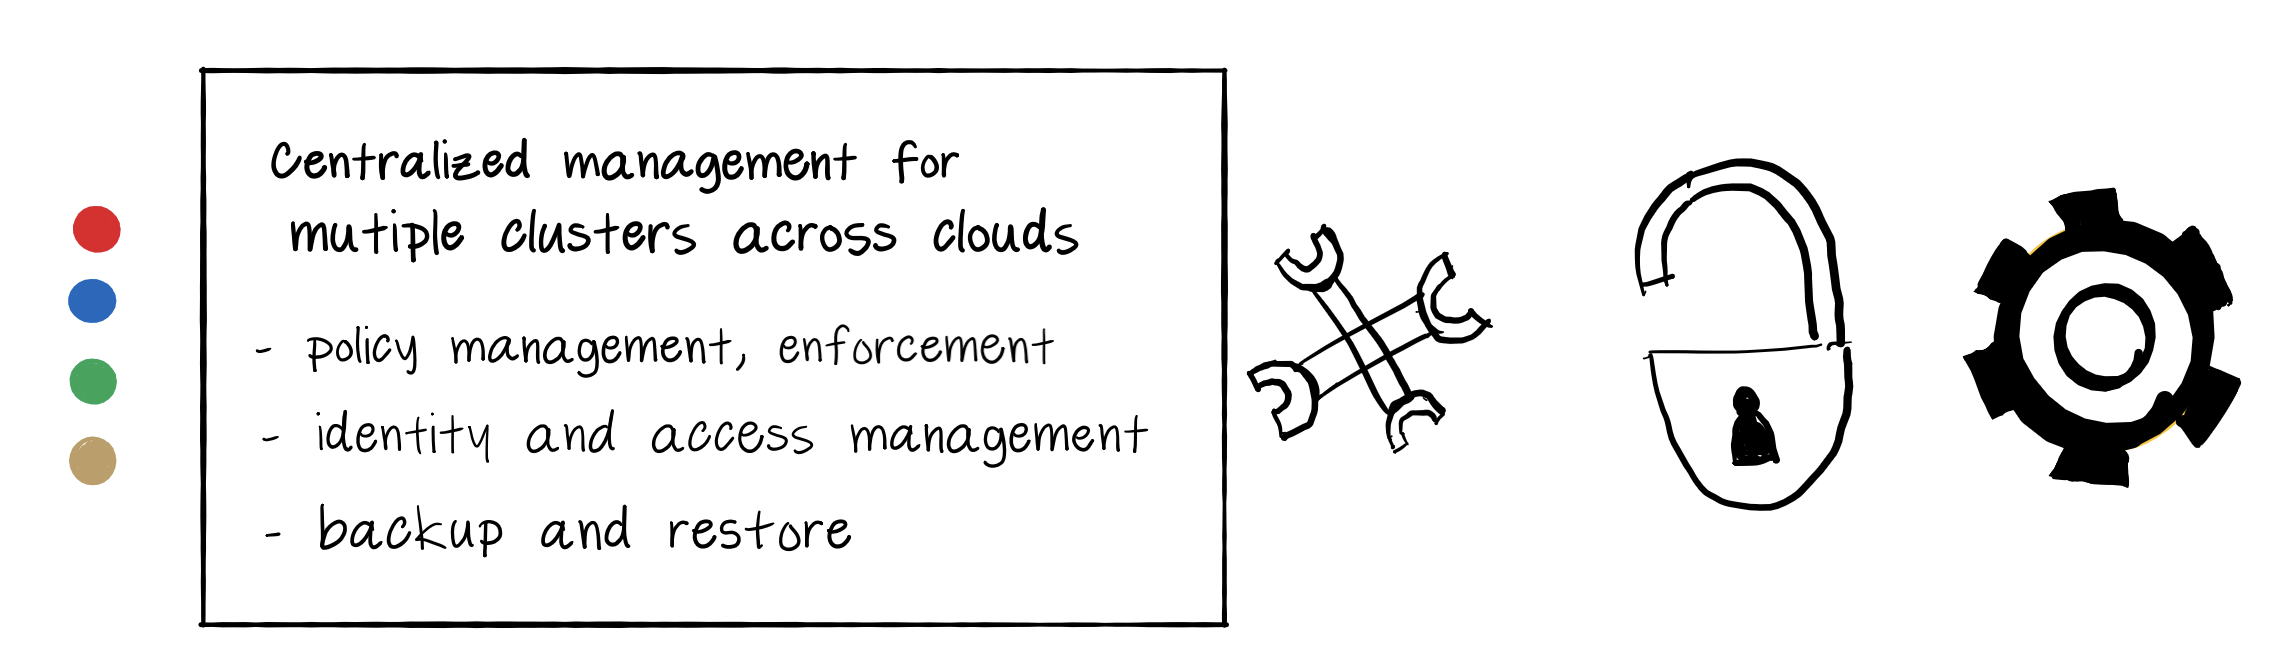 Centralized management for
mutiple clusters across clouds
- policy management, enforcement
- identity and access management
- backup and restore